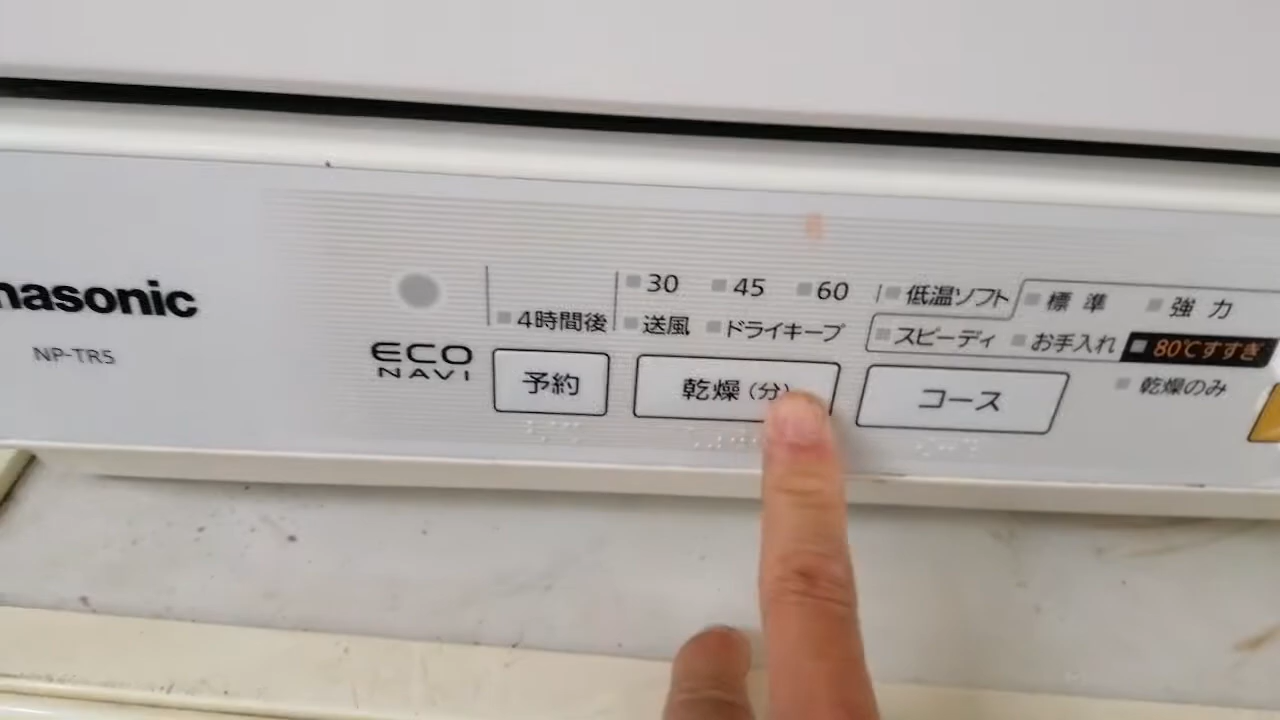 nasonic
NP-TR5
ECO
NAVI
4時間後
予約
30 45 60
送風 ドライキープ
乾燥(分)
低温ソフト 標準 強力
スピーディ お手入れ 80℃すすぎ
乾燥のみ
コース